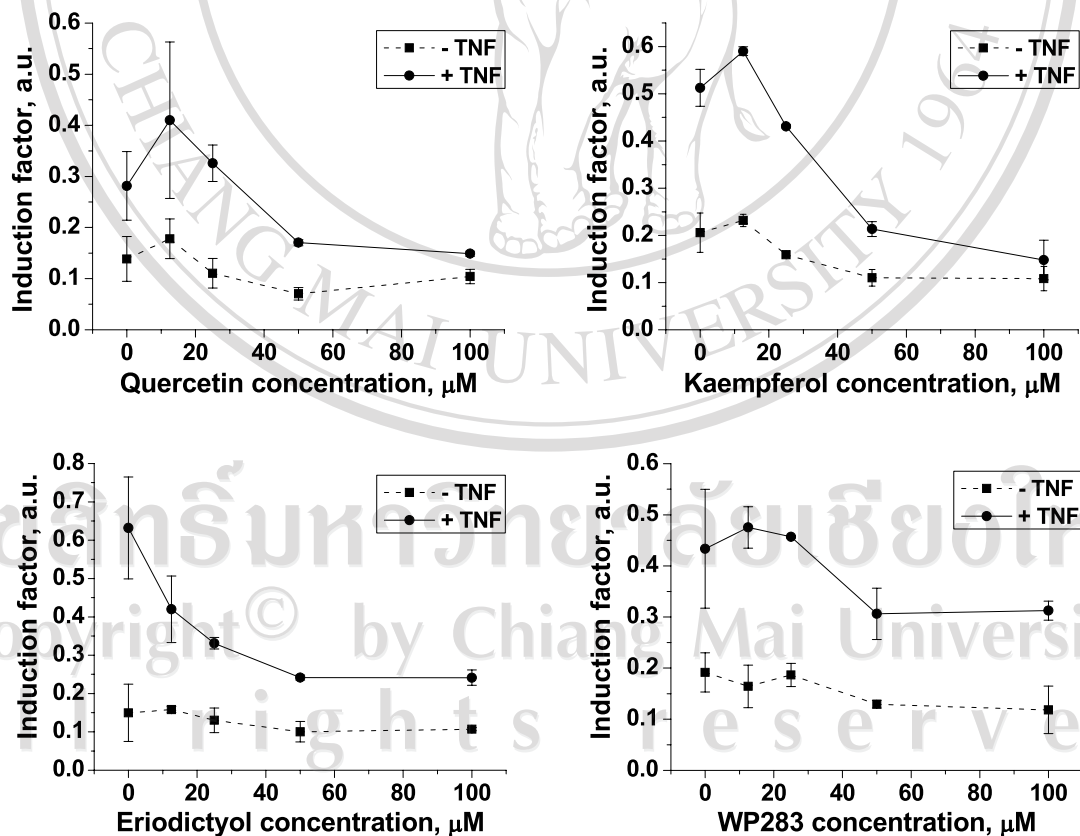 0.6
0.5
0.4
0.3
0.2
0.1
0.0
Induction factor, a.u.
0 20 40 60 80 100
Quercetin concentration, μM
- TNF
+ TNF
0.6
0.5
0.4
0.3
0.2
0.1
0.0
Induction factor, a.u.
0 20 40 60 80 100
Kaempferol concentration, μM
- TNF
+ TNF
0.8
0.7
0.6
0.5
0.4
0.3
0.2
0.1
0.0
Induction factor, a.u.
0 20 40 60 80 100
Eriodictyol concentration, μM
- TNF
+ TNF
0.6
0.5
0.4
0.3
0.2
0.1
0.0
Induction factor, a.u.
0 20 40 60 80 100
WP283 concentration, μM
- TNF
+ TNF
CHIANG MAI UNIVERSITY 1964
© by Chiang Mai Universi
rights reserve